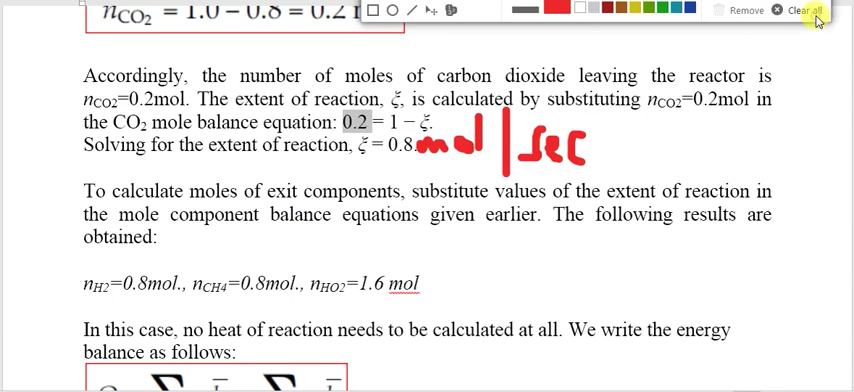 nCO₂ = 1.0 − 0.8 = 0.2
Remove Clear all
Accordingly, the number of moles of carbon dioxide leaving the reactor is
nCO2=0.2mol. The extent of reaction, ξ, is calculated by substituting nCO2=0.2mol in
the CO₂ mole balance equation: 0.2 = 1 − ξ.
Solving for the extent of reaction, ξ = 0.8. mol | sec
To calculate moles of exit components, substitute values of the extent of reaction in
the mole component balance equations given earlier. The following results are
obtained:
nH2=0.8mol., nCH4=0.8mol., nHO2=1.6 mol
In this case, no heat of reaction needs to be calculated at all. We write the energy
balance as follows: